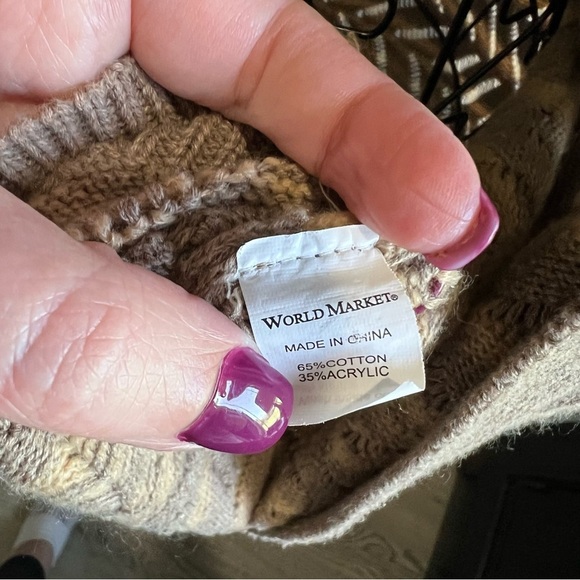 WORLD MARKET®
MADE IN CHINA
65%COTTON
35%ACRYLIC